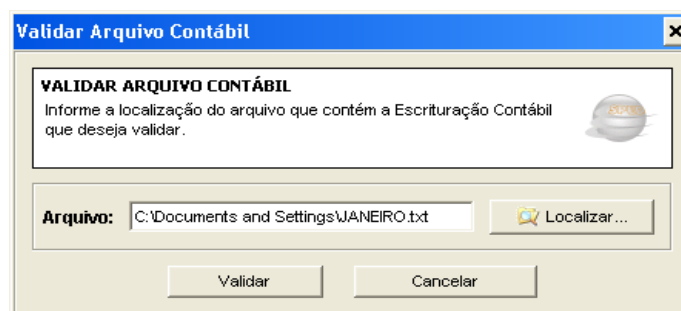 Validar Arquivo Contábil
VALIDAR ARQUIVO CONTÁBIL
Informe a localização do arquivo que contém a Escrituração Contábil
que deseja validar.
Arquivo: C:\Documents and Settings\JANEIRO.txt Localizar...
Validar Cancelar